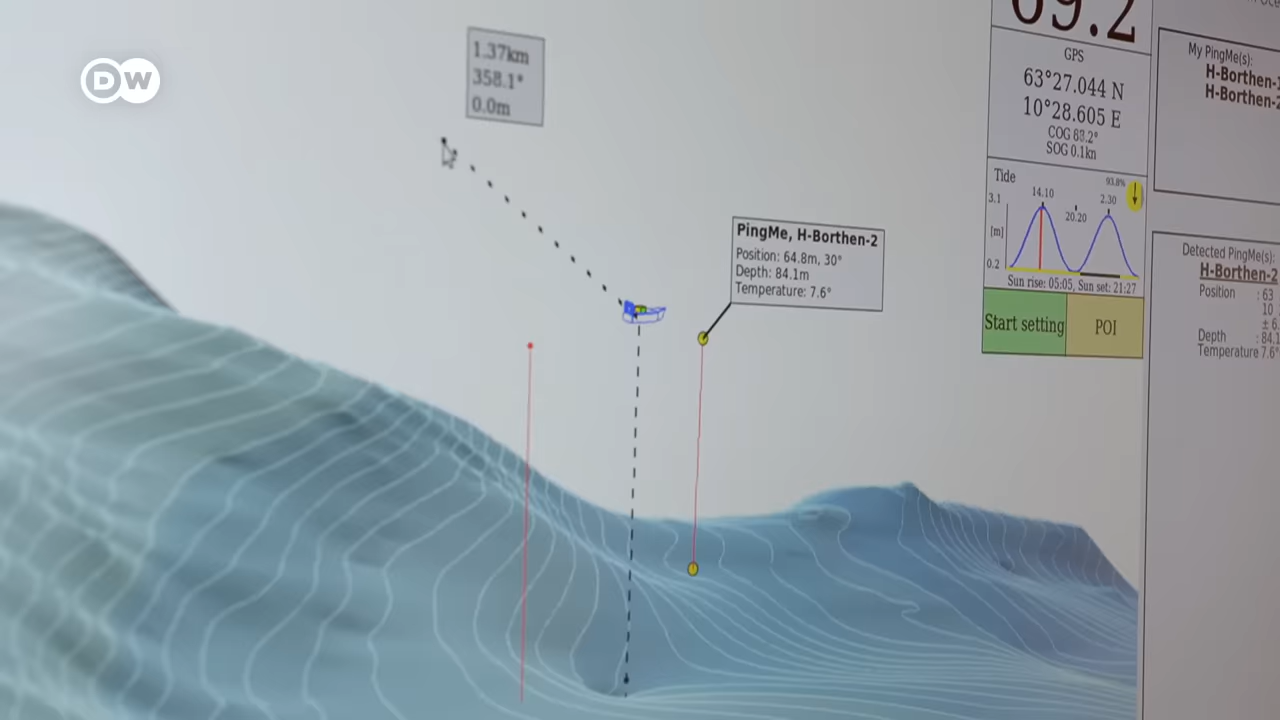 DW
1.37km
358.1°
0.0m
PingMe, H-Borthen-2
Position: 64.8m, 30°
Depth: 84.1m
Temperature: 7.6°
69.2
GPS
63°27.044 N
10°28.605 E
COG 68.2°
SOG 0.1kn
Tide
93.8%
3.1
14.10
2.30
20.20
[m]
0.2
Sun rise: 05:05, Sun set: 21:27
Start setting
POI
My PingMe(s):
H-Borthen-
H-Borthen-2
Detected PingMe(s):
H-Borthen-2
Position : 63
10
± 6
Depth : 84.1
Temperature 7.6°